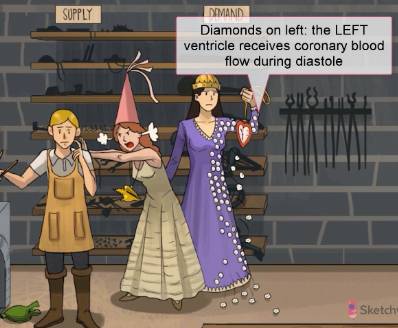 SUPPLY
DEMAND
Diamonds on left: the LEFT
ventricle receives coronary blood
flow during diastole
Sketchy